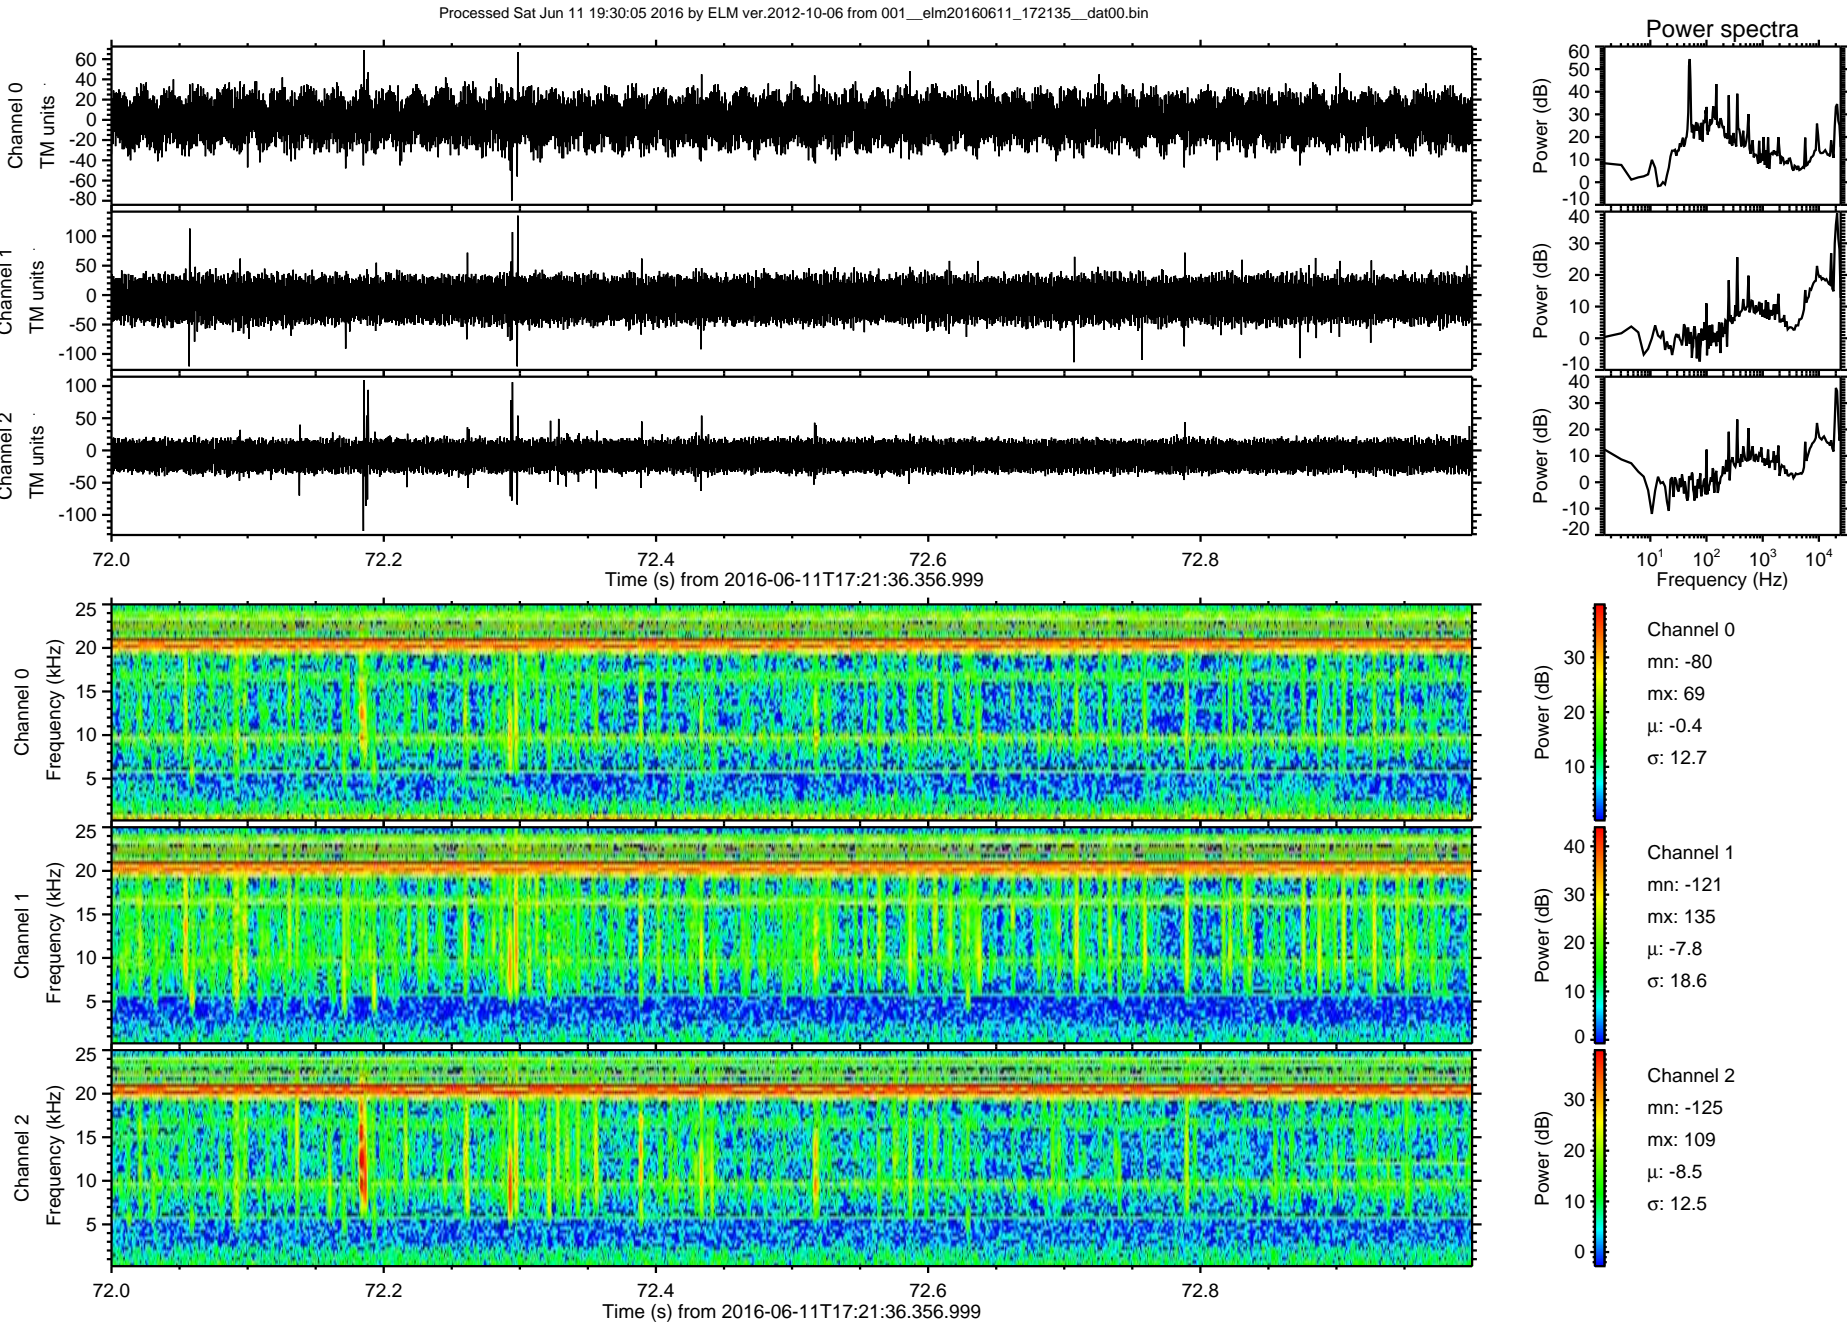 Processed Sat Jun 11 19:30:05 2016 by ELM ver.2012-10-06 from 001__elm20160611_172135__dat00.bin
Power spectra
Channel 0
TM units
60
40
20
0
-20
-40
-60
-80
Power (dB)
60
50
40
30
20
10
0
-10
Channel 1
TM units
100
50
0
-50
-100
Power (dB)
40
30
20
10
0
-10
Channel 2
TM units
100
50
0
-50
-100
Power (dB)
40
30
20
10
0
-10
-20
72.0 72.2 72.4 72.6 72.8
Time (s) from 2016-06-11T17:21:36.356.999
10^1 10^2 10^3 10^4
Frequency (Hz)
Channel 0
Frequency (kHz)
25
20
15
10
5
Power (dB)
30
20
10
Channel 0
mn: -80
mx: 69
μ: -0.4
σ: 12.7
Channel 1
Frequency (kHz)
25
20
15
10
5
Power (dB)
40
30
20
10
0
Channel 1
mn: -121
mx: 135
μ: -7.8
σ: 18.6
Channel 2
Frequency (kHz)
25
20
15
10
5
Power (dB)
30
20
10
0
Channel 2
mn: -125
mx: 109
μ: -8.5
σ: 12.5
72.0 72.2 72.4 72.6 72.8
Time (s) from 2016-06-11T17:21:36.356.999